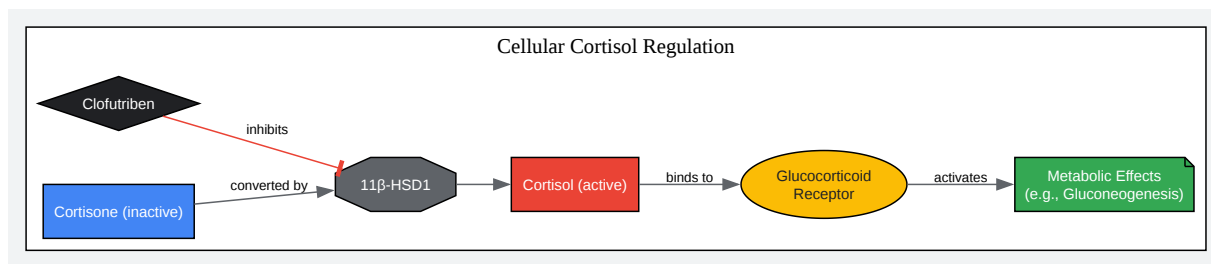 Cellular Cortisol Regulation
Clofutriben
inhibits
Cortisone (inactive)
converted by
11β-HSD1
Cortisol (active)
binds to
Glucocorticoid
Receptor
activates
Metabolic Effects
(e.g., Gluconeogenesis)